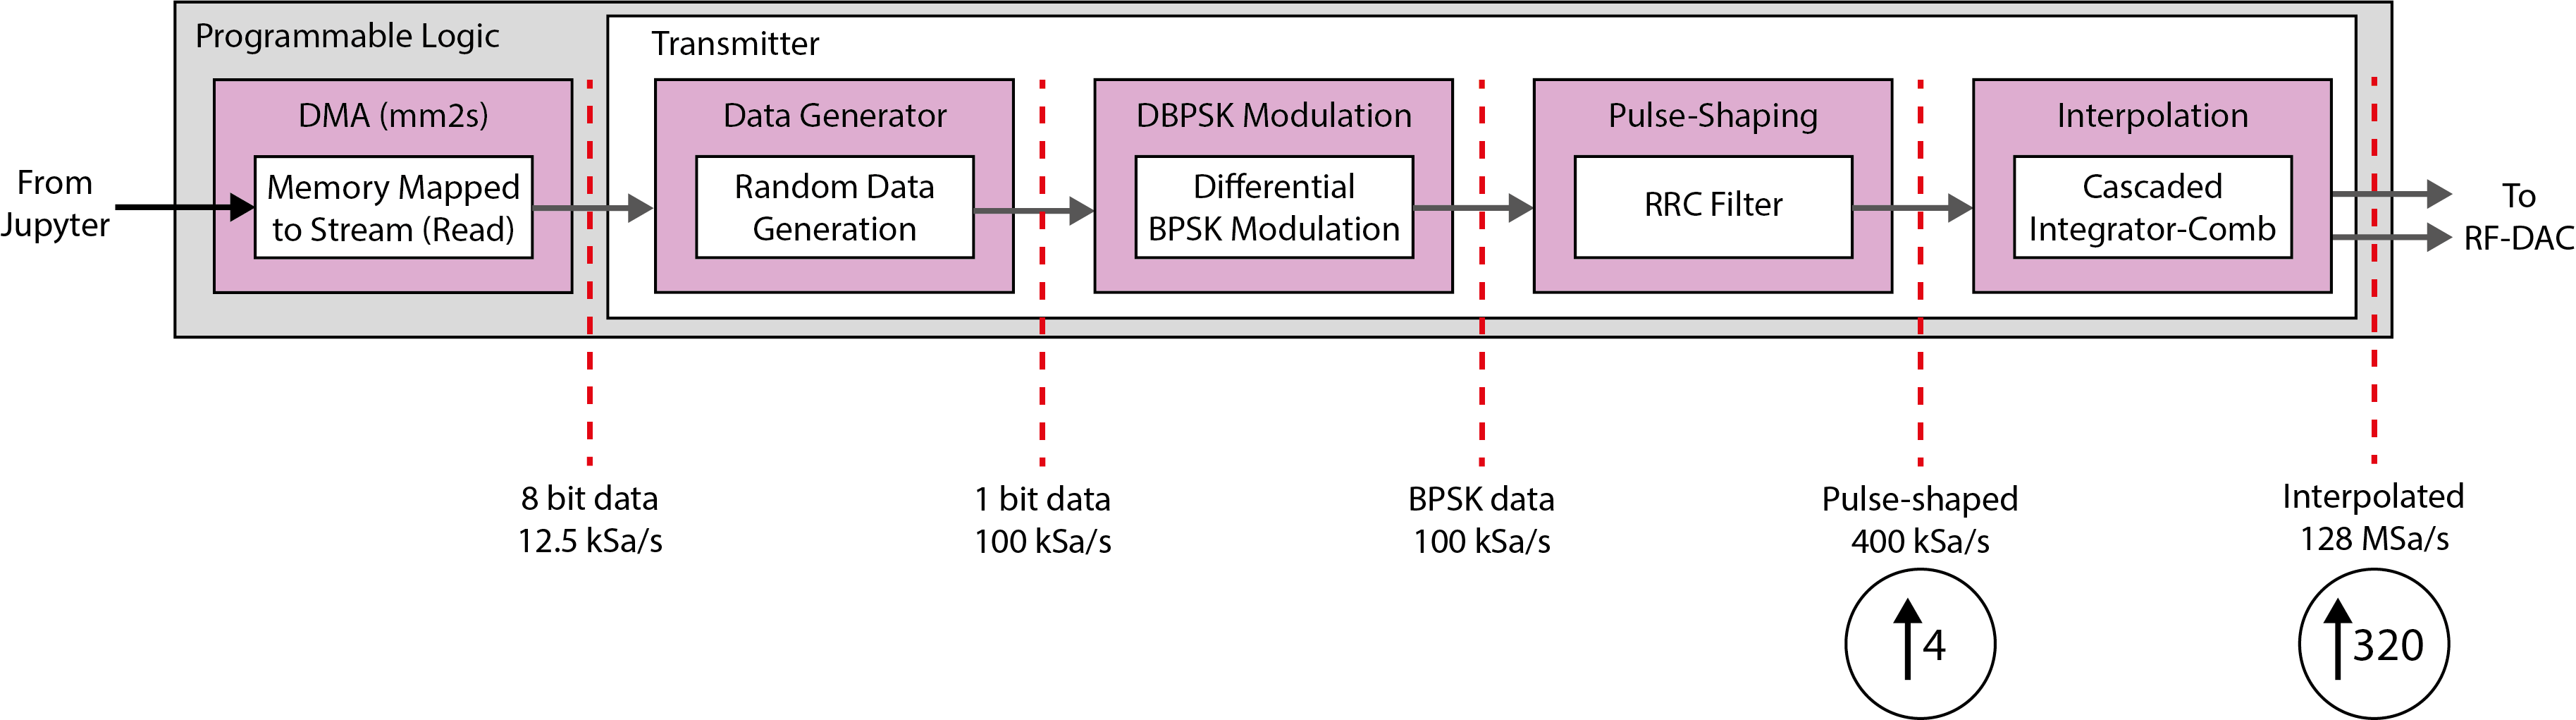 Programmable Logic
Transmitter
DMA (mm2s)
Data Generator
DBPSK Modulation
Pulse-Shaping
Interpolation
From
Jupyter
Memory Mapped
to Stream (Read)
Random Data
Generation
Differential
BPSK Modulation
RRC Filter
Cascaded
Integrator-Comb
To
RF-DAC
8 bit data
12.5 kSa/s
1 bit data
100 kSa/s
BPSK data
100 kSa/s
Pulse-shaped
400 kSa/s
Interpolated
128 MSa/s
↑4
↑320